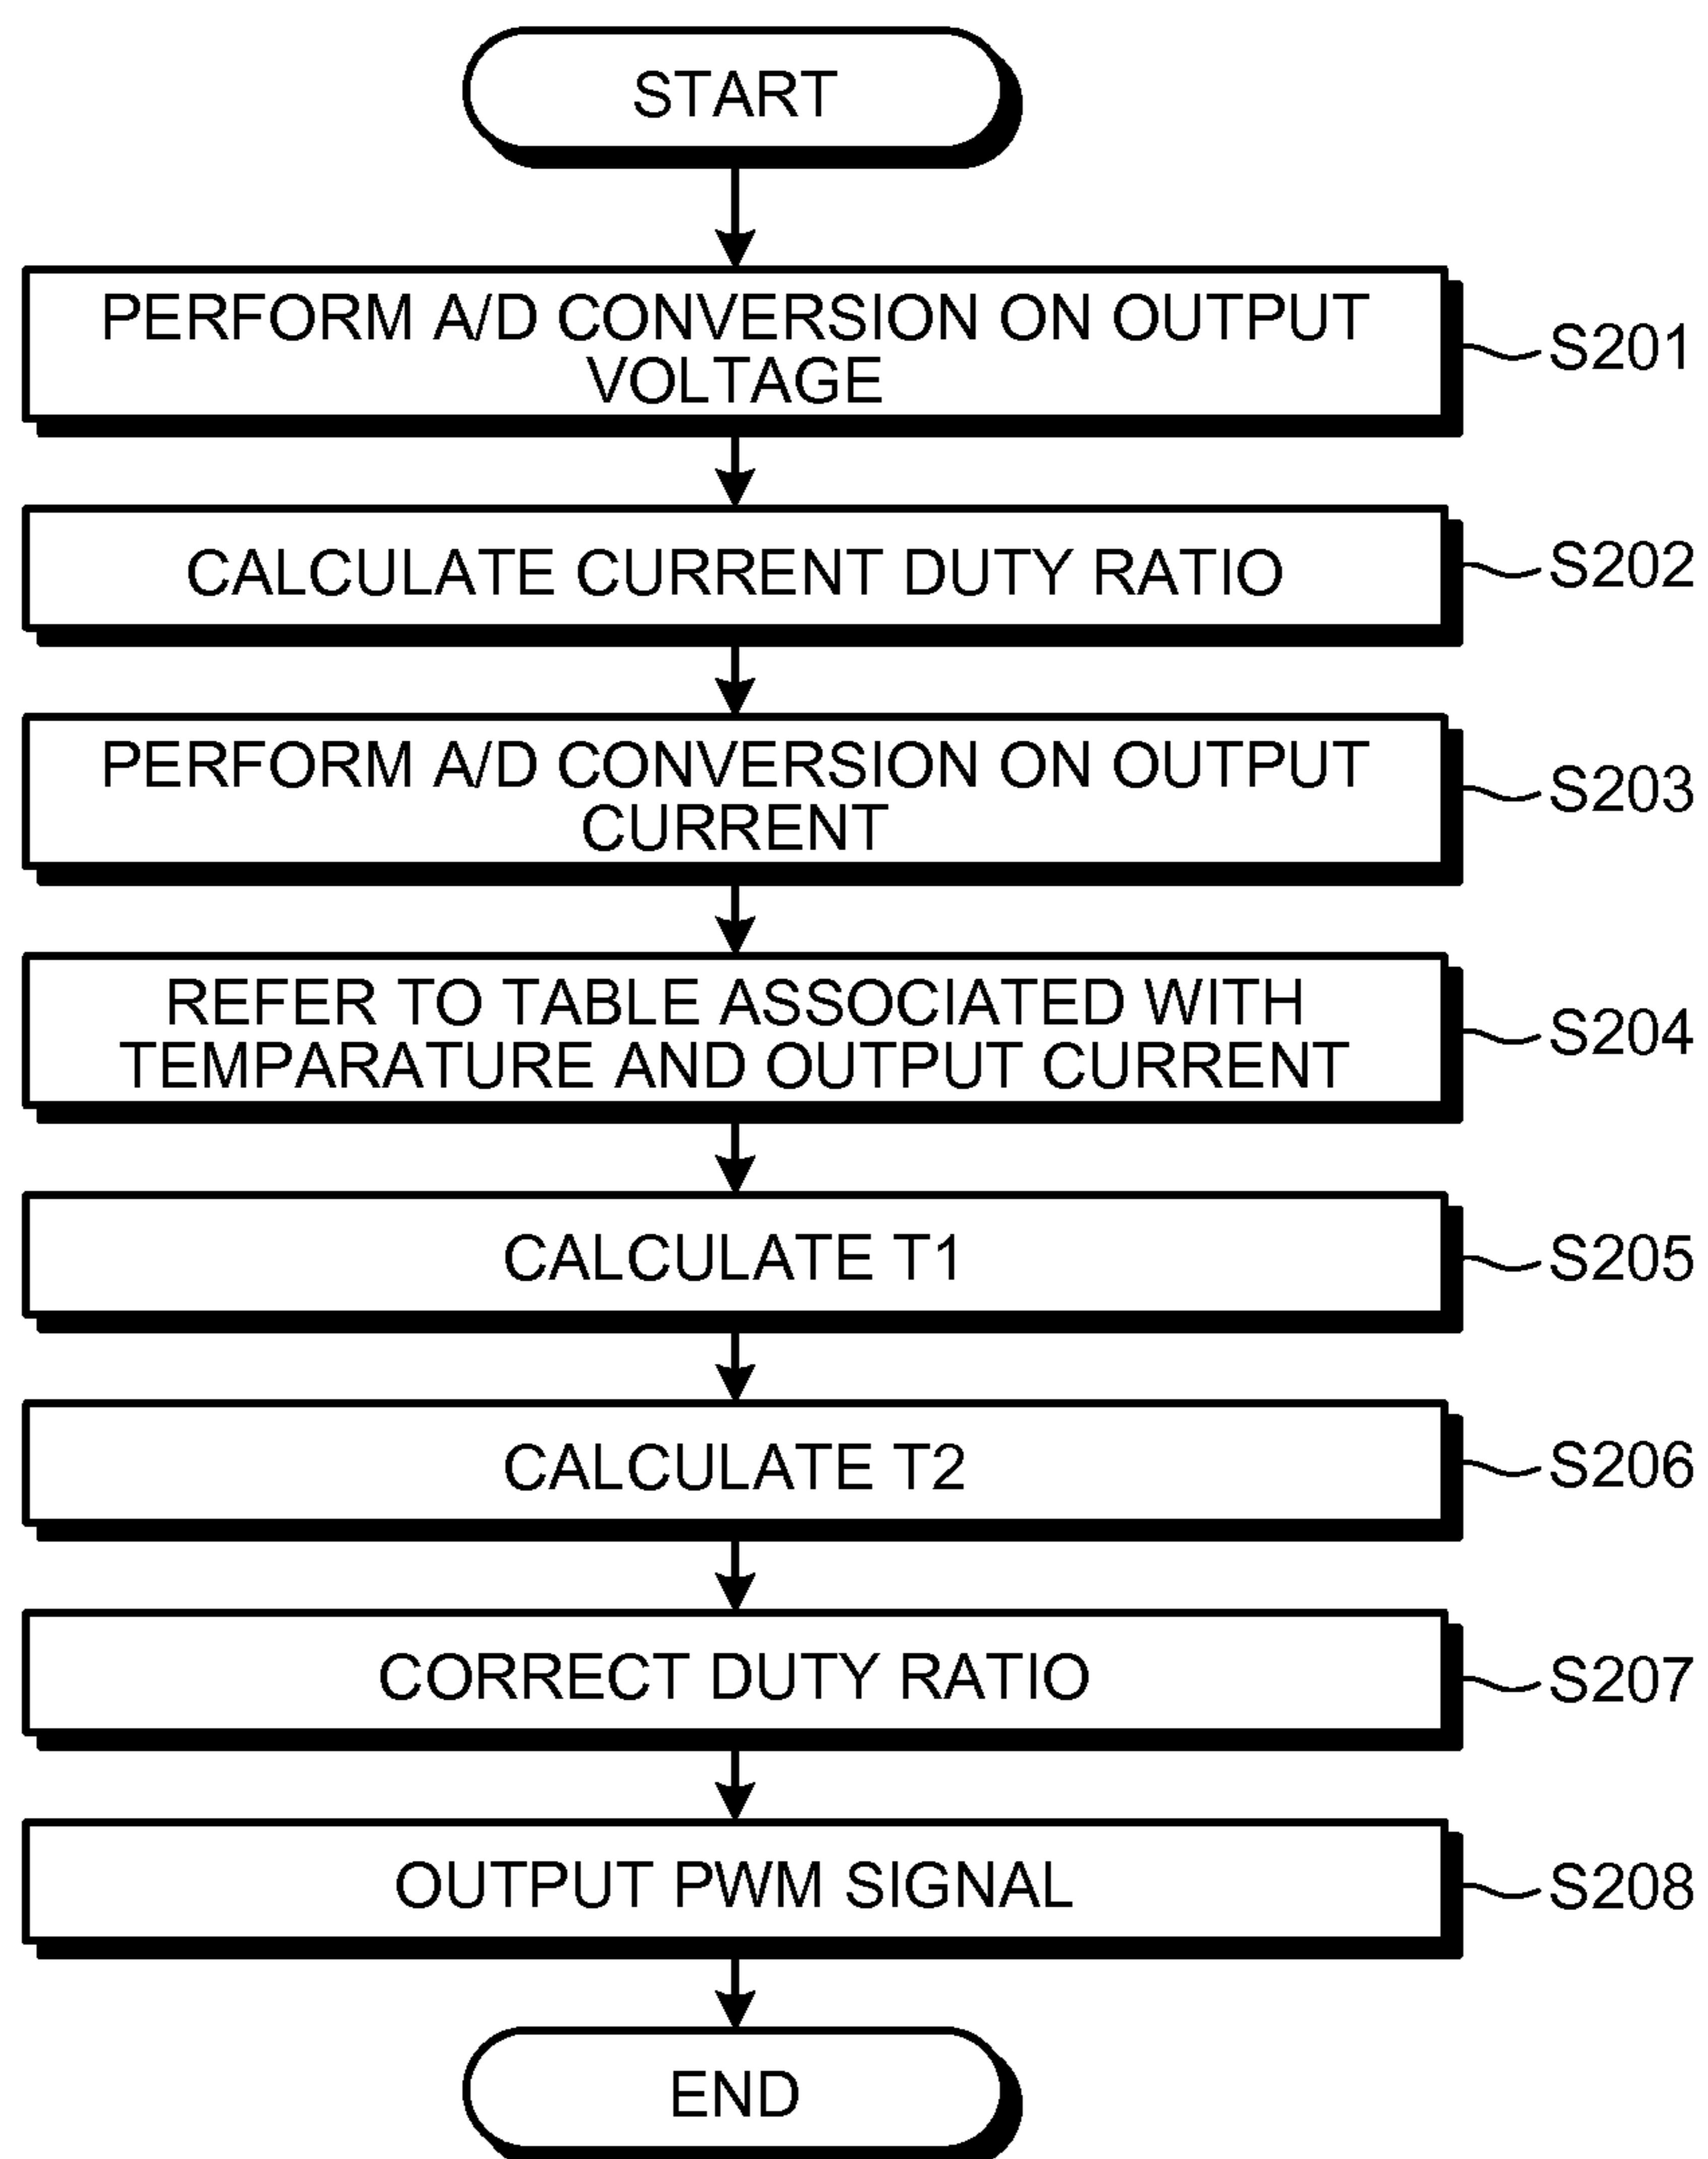 START
PERFORM A/D CONVERSION ON OUTPUT
VOLTAGE
S201
CALCULATE CURRENT DUTY RATIO
S202
PERFORM A/D CONVERSION ON OUTPUT
CURRENT
S203
REFER TO TABLE ASSOCIATED WITH
TEMPARATURE AND OUTPUT CURRENT
S204
CALCULATE T1
S205
CALCULATE T2
S206
CORRECT DUTY RATIO
S207
OUTPUT PWM SIGNAL
S208
END